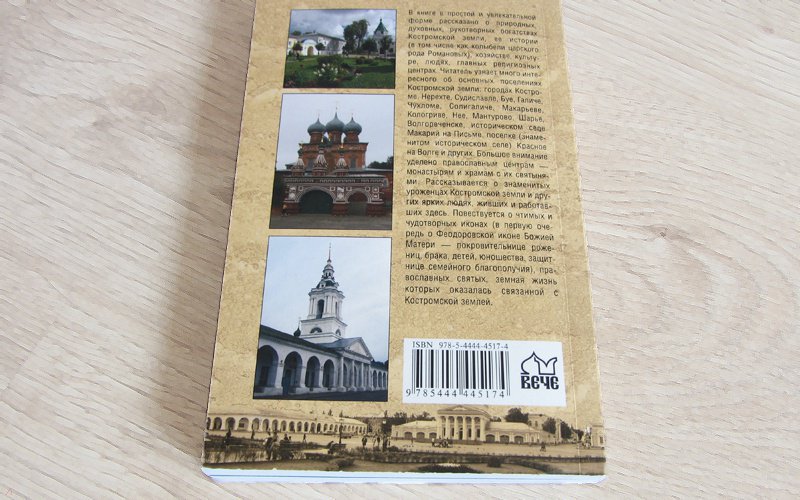 В книге в простой и увлекательной
форме рассказано о природных,
духовных, рукотворных богатствах
Костромской земли, ее истории
(в том числе как колыбели царского
рода Романовых), хозяйстве, культу-
ре, людях, главных религиозных
центрах. Читатель узнает много инте-
ресного об основных поселениях
Костромской земли: городах Костро-
ме, Нерехте, Судиславле, Буе, Галиче,
Чухломе, Солигаличе, Макарьеве,
Кологриве, Нее, Мантурово, Шарье,
Волгореченске, историческом селе
Макарий на Письме, поселке (знаме-
нитом историческом селе) Красное
на Волге и других. Большое внимание
уделено православным центрам —
монастырям и храмам с их святыня-
ми. Рассказывается о знаменитых
уроженцах Костромской земли и дру-
гих ярких людях, живших и работав-
ших здесь. Повествуется о чтимых и
чудотворных иконах (в первую оче-
редь о Феодоровской иконе Божией
Матери — покровительнице роже-
ниц, брака, детей, юношества, защит-
нице семейного благополучия), пра-
вославных святых, земная жизнь
которых оказалась связанной с
Костромской землей.
ISBN 978-5-4444-4517-4
9 785444 445174
ВЕЧЕ